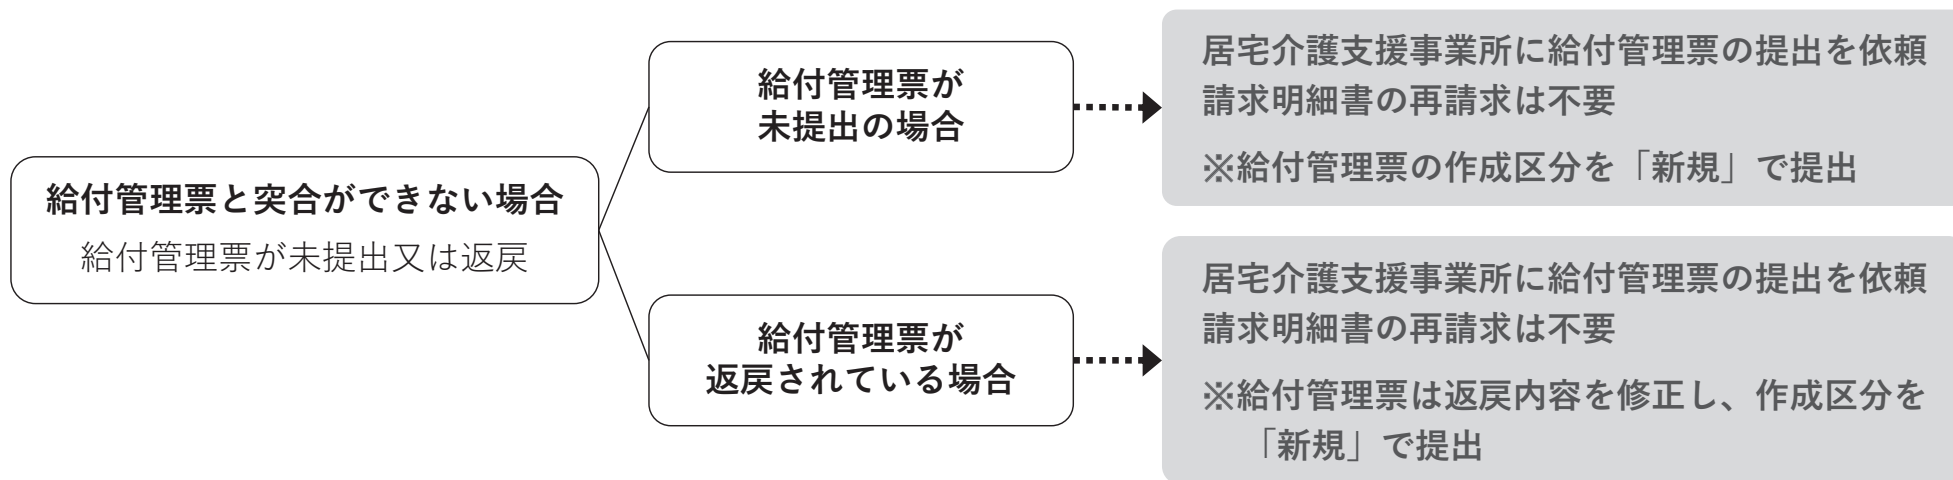 給付管理票と突合ができない場合
給付管理票が未提出又は返戻
給付管理票が
未提出の場合
居宅介護支援事業所に給付管理票の提出を依頼
請求明細書の再請求は不要
※給付管理票の作成区分を「新規」で提出
給付管理票が
返戻されている場合
居宅介護支援事業所に給付管理票の提出を依頼
請求明細書の再請求は不要
※給付管理票は返戻内容を修正し、作成区分を
「新規」で提出